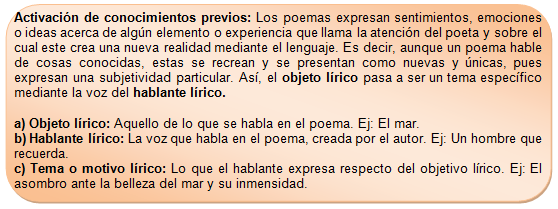 Activación de conocimientos previos: Los poemas expresan sentimientos, emociones
o ideas acerca de algún elemento o experiencia que llama la atención del poeta y sobre el
cual este crea una nueva realidad mediante el lenguaje. Es decir, aunque un poema hable
de cosas conocidas, estas se recrean y se presentan como nuevas y únicas, pues
expresan una subjetividad particular. Así, el objeto lírico pasa a ser un tema específico
mediante la voz del hablante lírico.
a) Objeto lírico: Aquello de lo que se habla en el poema. Ej: El mar.
b) Hablante lírico: La voz que habla en el poema, creada por el autor. Ej: Un hombre que
recuerda.
c) Tema o motivo lírico: Lo que el hablante expresa respecto del objetivo lírico. Ej: El
asombro ante la belleza del mar y su inmensidad.